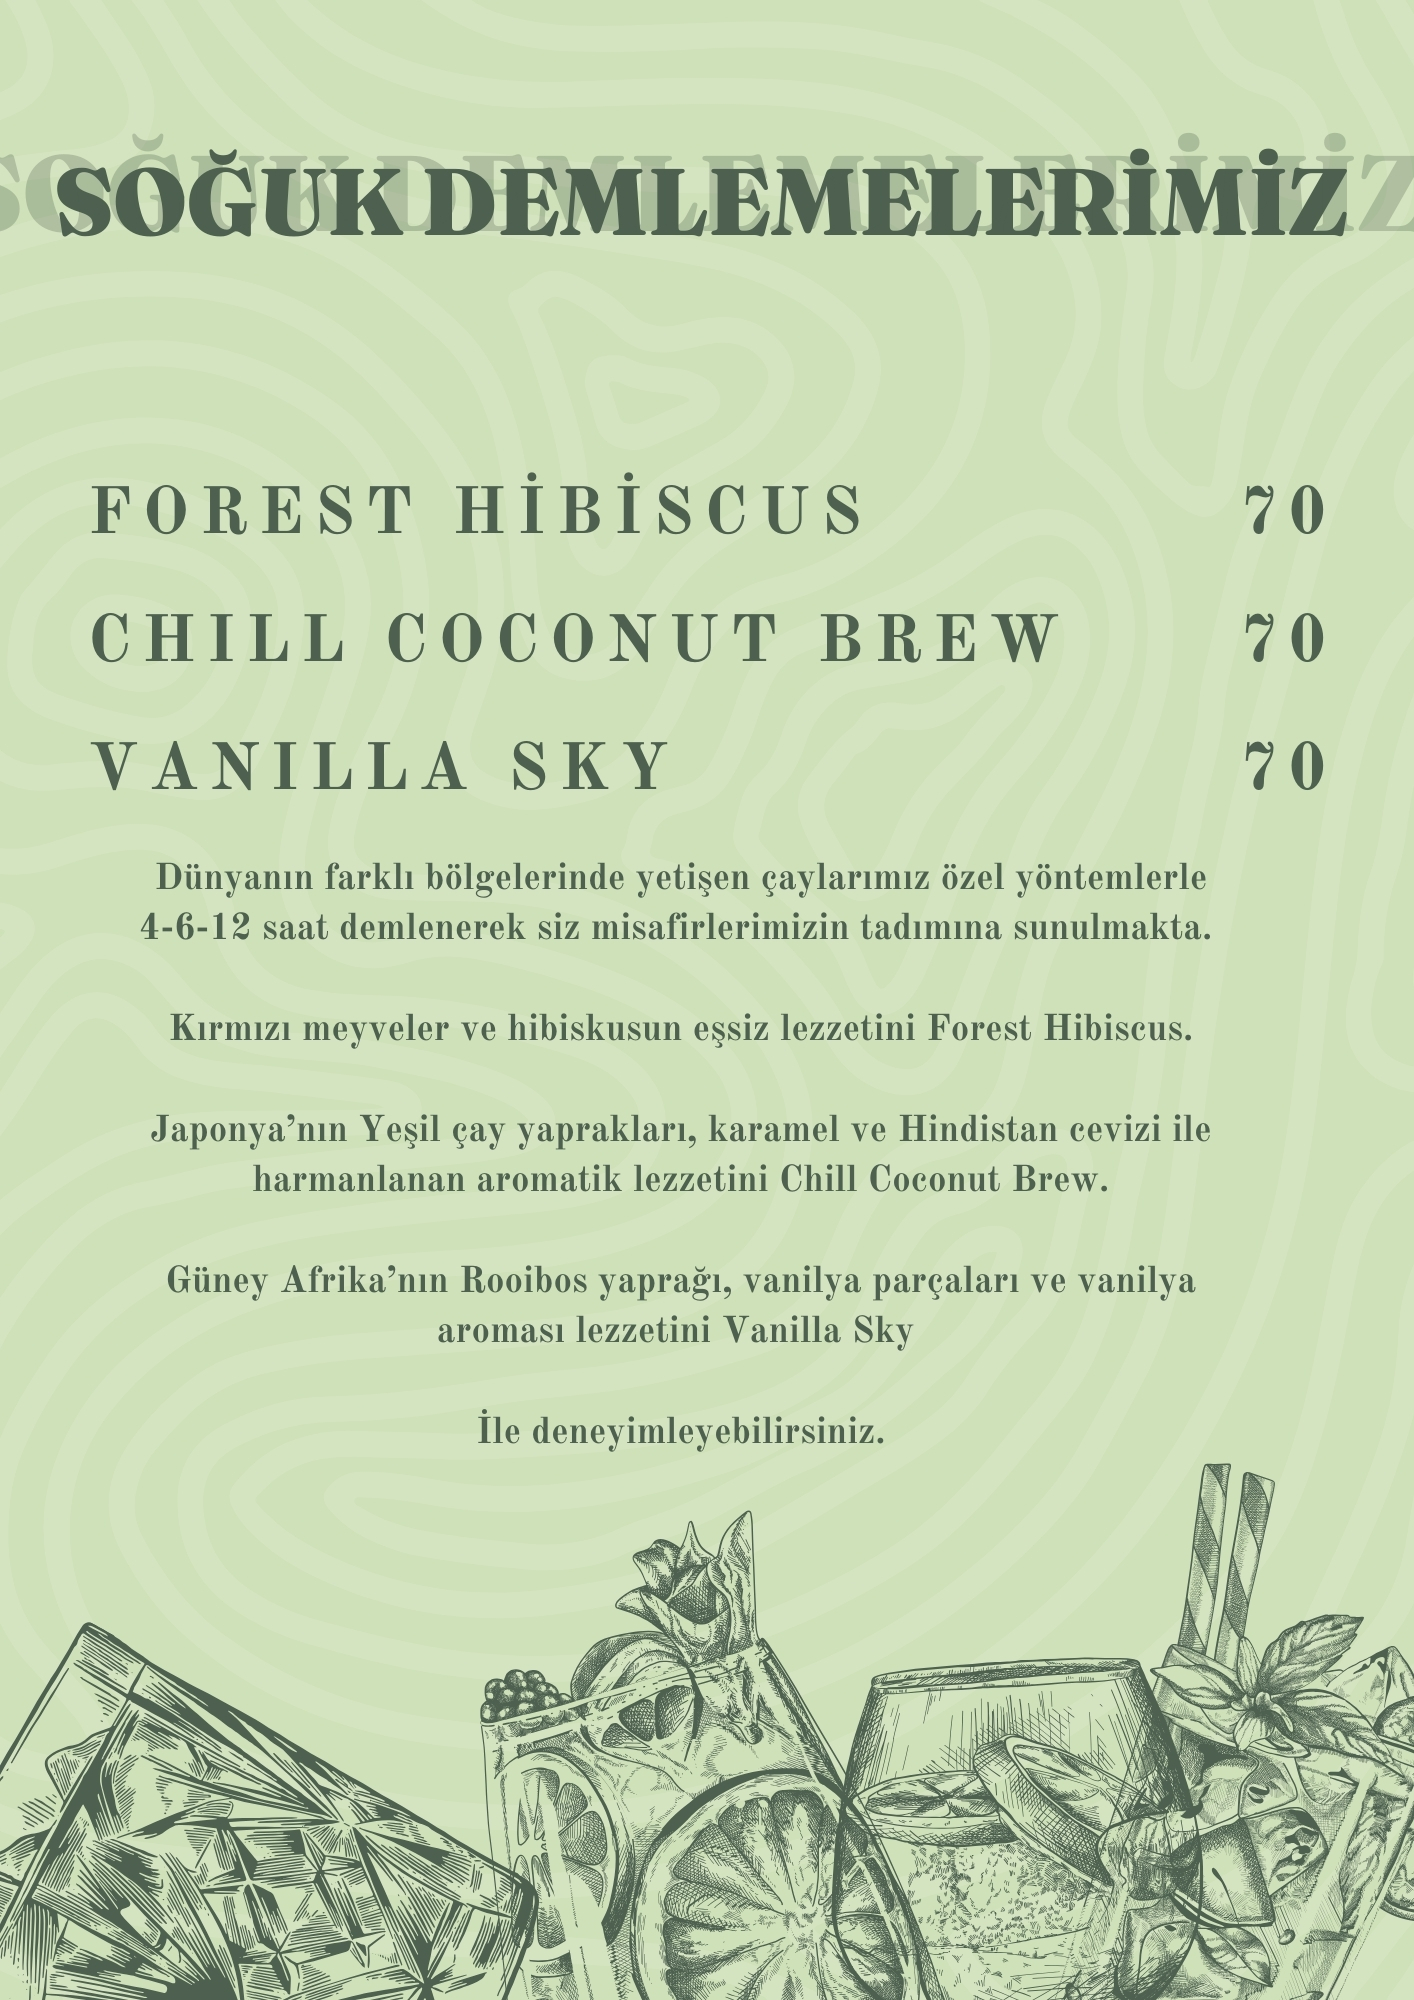 SOĞUK DEMLEMELERİMİZ
FOREST HİBİSCUS 70
CHILL COCONUT BREW 70
VANILLA SKY 70
Dünyanın farklı bölgelerinde yetişen çaylarımız özel yöntemlerle
4-6-12 saat demlenerek siz misafirlerimizin tadımına sunulmakta.
Kırmızı meyveler ve hibiskusun eşsiz lezzetini Forest Hibiscus.
Japonya’nın Yeşil çay yaprakları, karamel ve Hindistan cevizi ile
harmanlanan aromatik lezzetini Chill Coconut Brew.
Güney Afrika’nın Rooibos yaprağı, vanilya parçaları ve vanilya
aroması lezzetini Vanilla Sky
İle deneyimleyebilirsiniz.